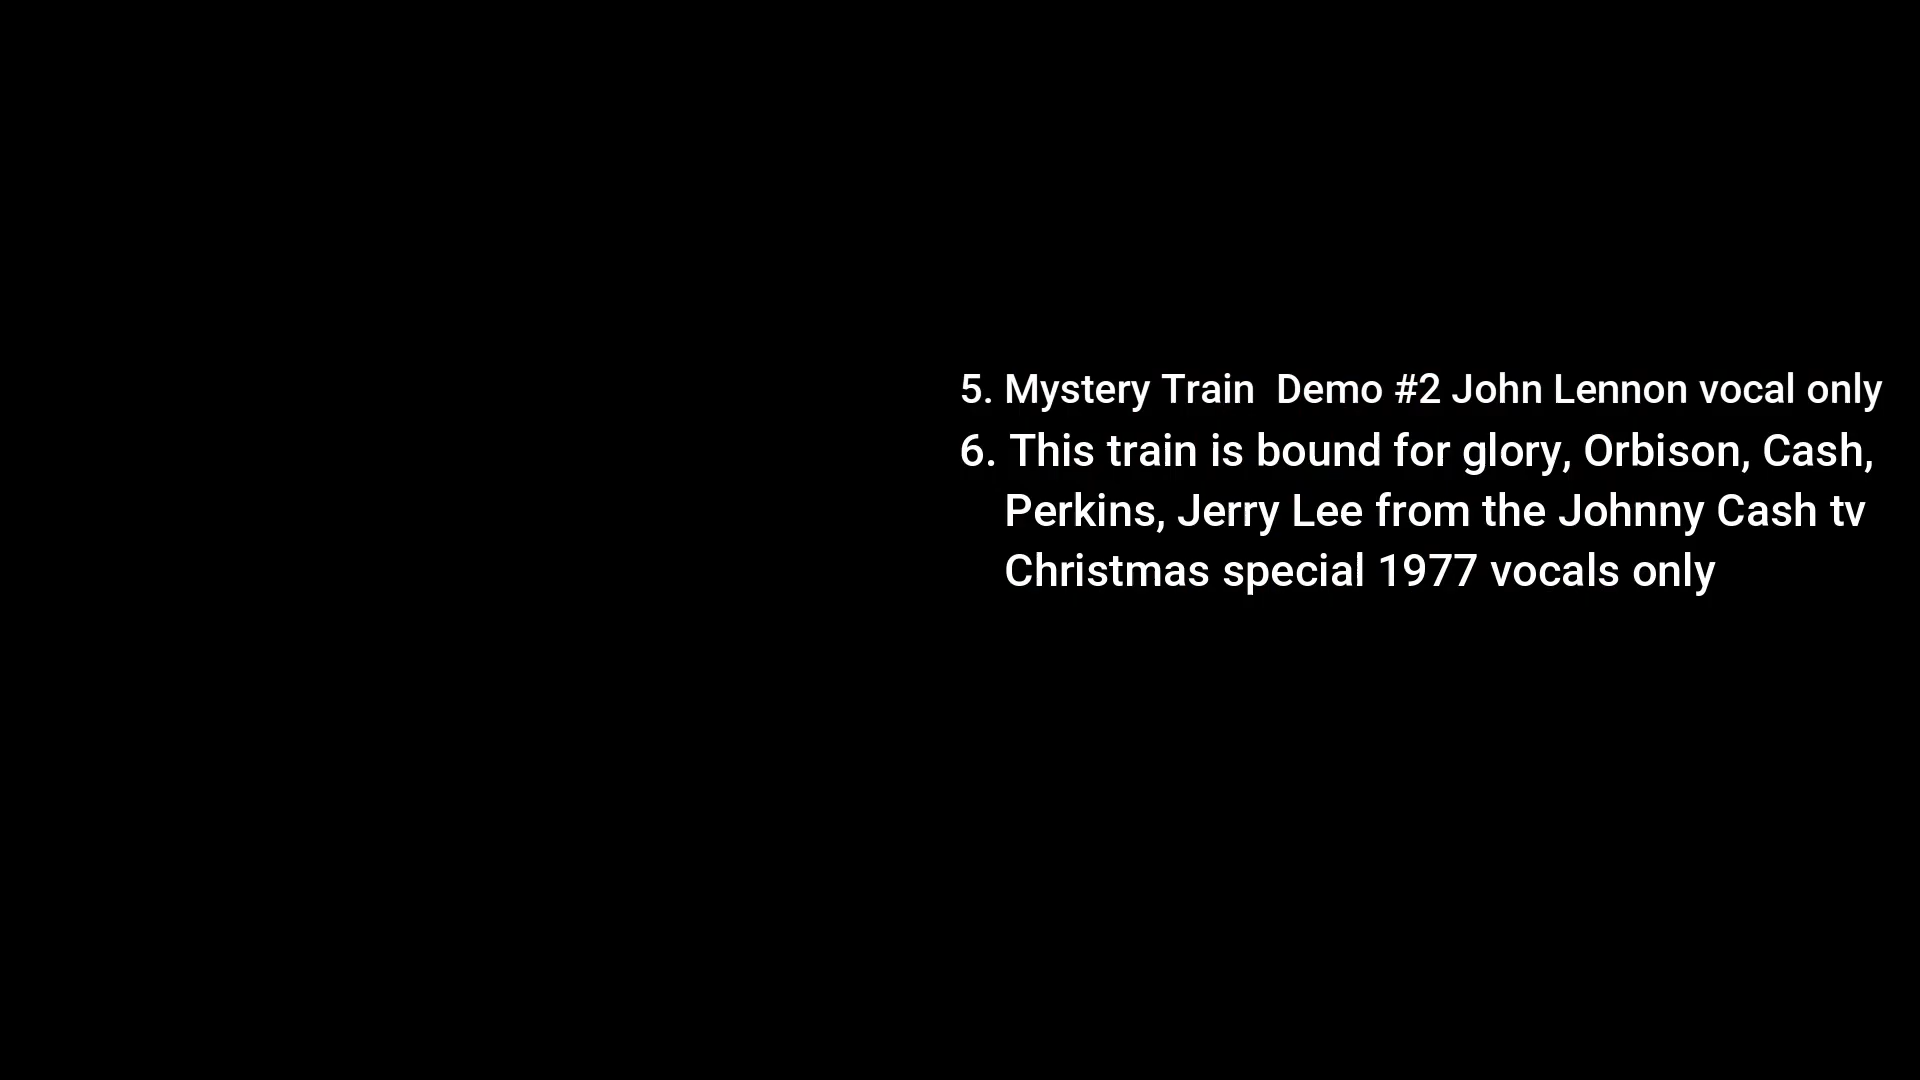 5. Mystery Train  Demo #2 John Lennon vocal only
6. This train is bound for glory, Orbison, Cash,
Perkins, Jerry Lee from the Johnny Cash tv
Christmas special 1977 vocals only